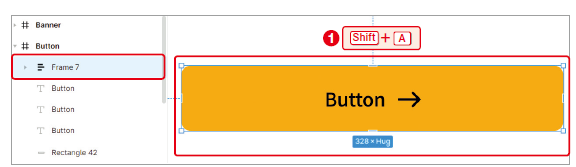 Banner
Button
Frame 7
Button
Button
Button
Rectangle 42
1 Shift + A
Button →
328 × Hug